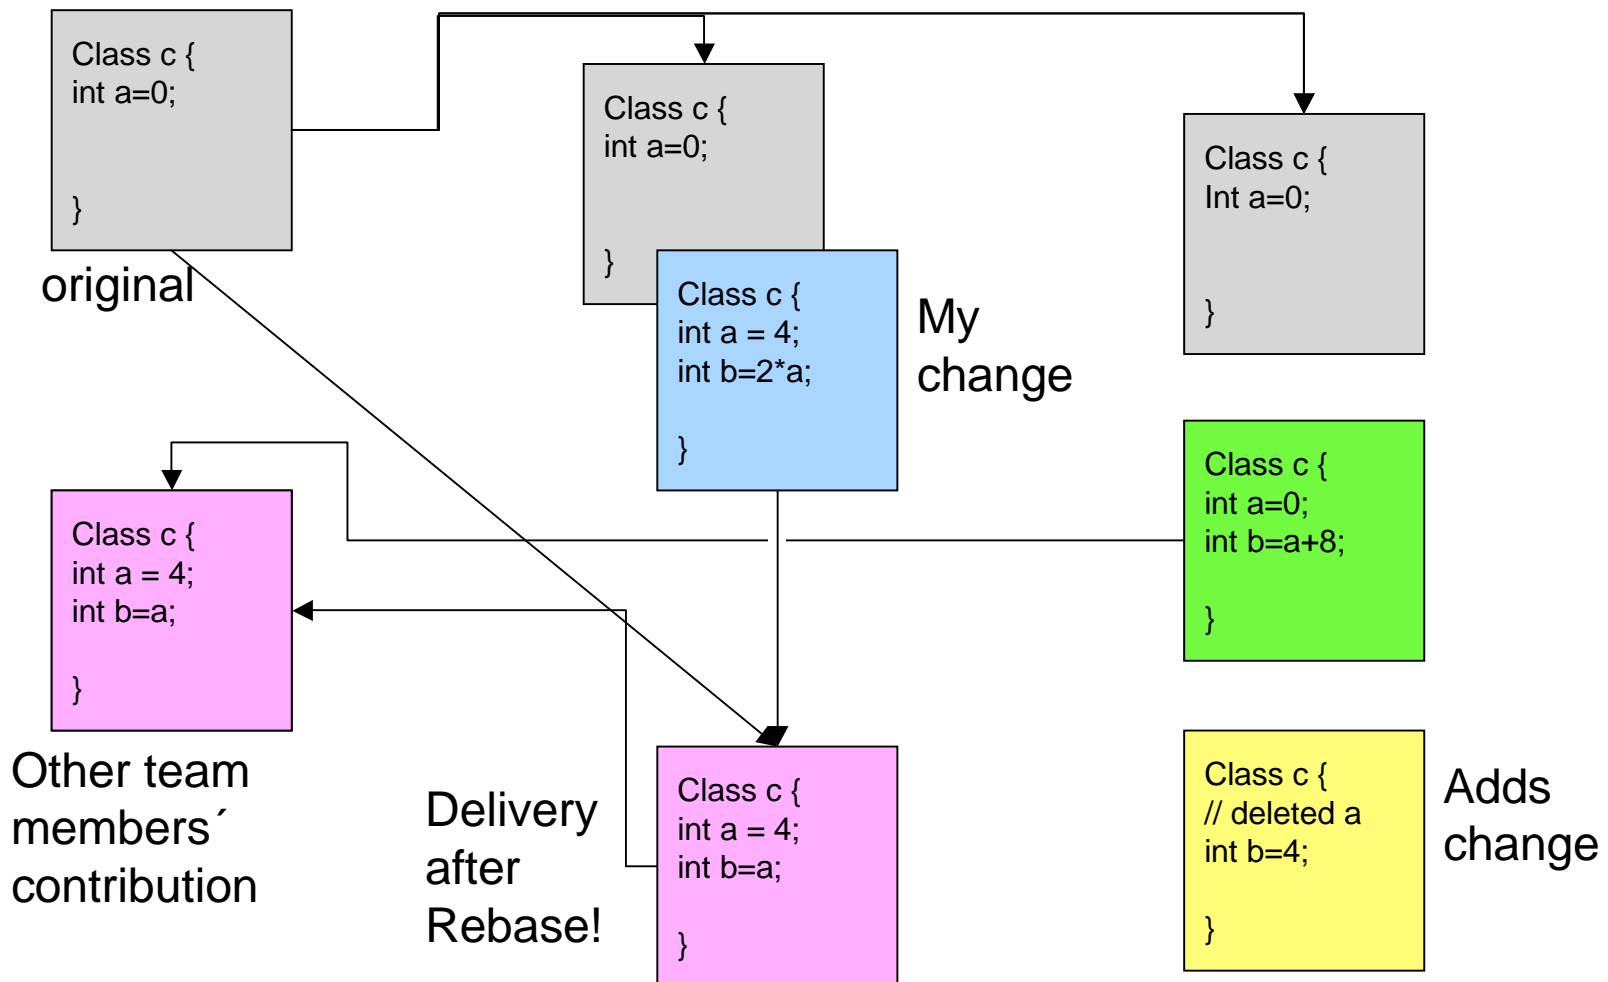 Class c {
int a=0;
}
original
Class c {
int a=0;
}
Class c {
Int a=0;
}
Class c {
int a = 4;
int b=2*a;
}
My
change
Class c {
int a=0;
int b=a+8;
}
Class c {
int a = 4;
int b=a;
}
Other team
members´
contribution
Delivery
after
Rebase!
Class c {
int a = 4;
int b=a;
}
Class c {
// deleted a
int b=4;
}
Adds
change